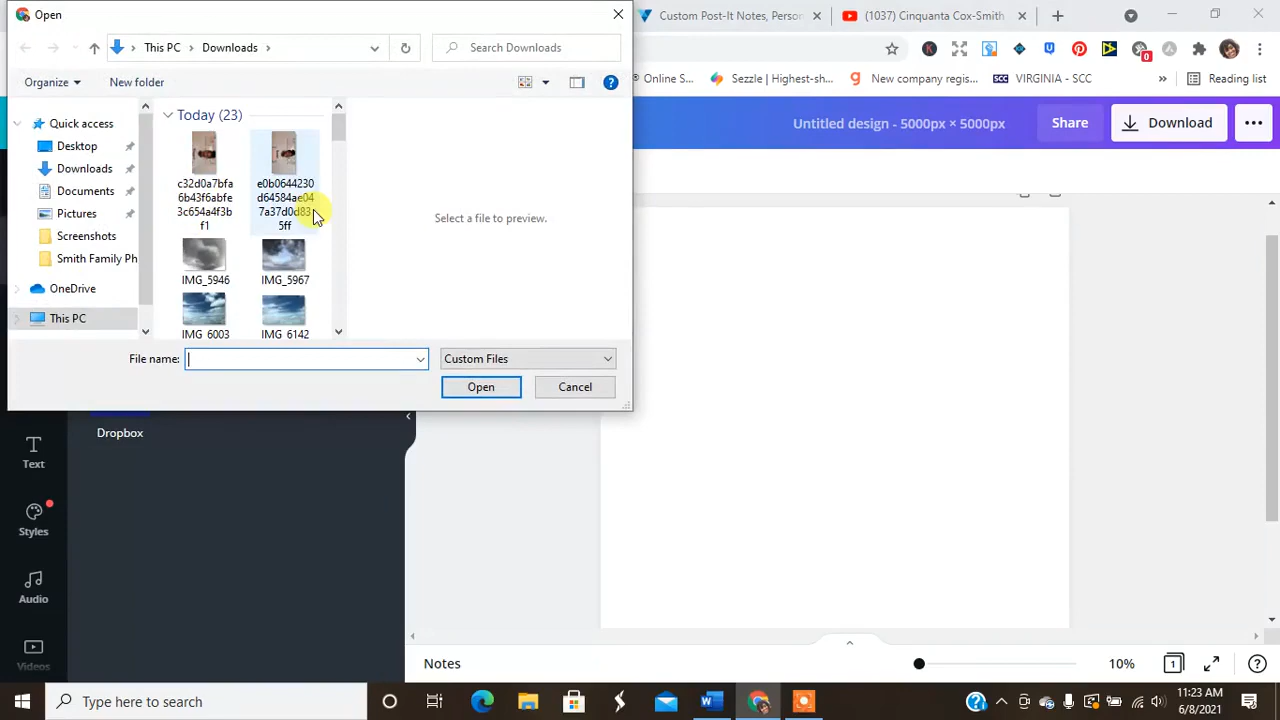 Open
Custom Post-It Notes, Person
(1037) Cinquanta Cox-Smith
This PC
Downloads
Search Downloads
Online S...
Sezzle | Highest-sh...
New company regis...
SCC
VIRGINIA - SCC
»
Reading list
0
Organize
New folder
Untitled design - 5000px × 5000px
Share
Download
Quick access
Desktop
Downloads
Documents
Pictures
Screenshots
Smith Family Ph
OneDrive
This PC
Today (23)
c32d0a7bfa
6b43f6abfe
3c654a4f3b
f1
e0b0644230
d64584ae04
7a37d0d83
5ff
IMG_5946
IMG_5967
IMG_6003
IMG_6142
Select a file to preview.
File name:
Custom Files
Open
Cancel
Dropbox
Text
Styles
Audio
Videos
Notes
10%
1
Type here to search
11:23 AM
6/8/2021